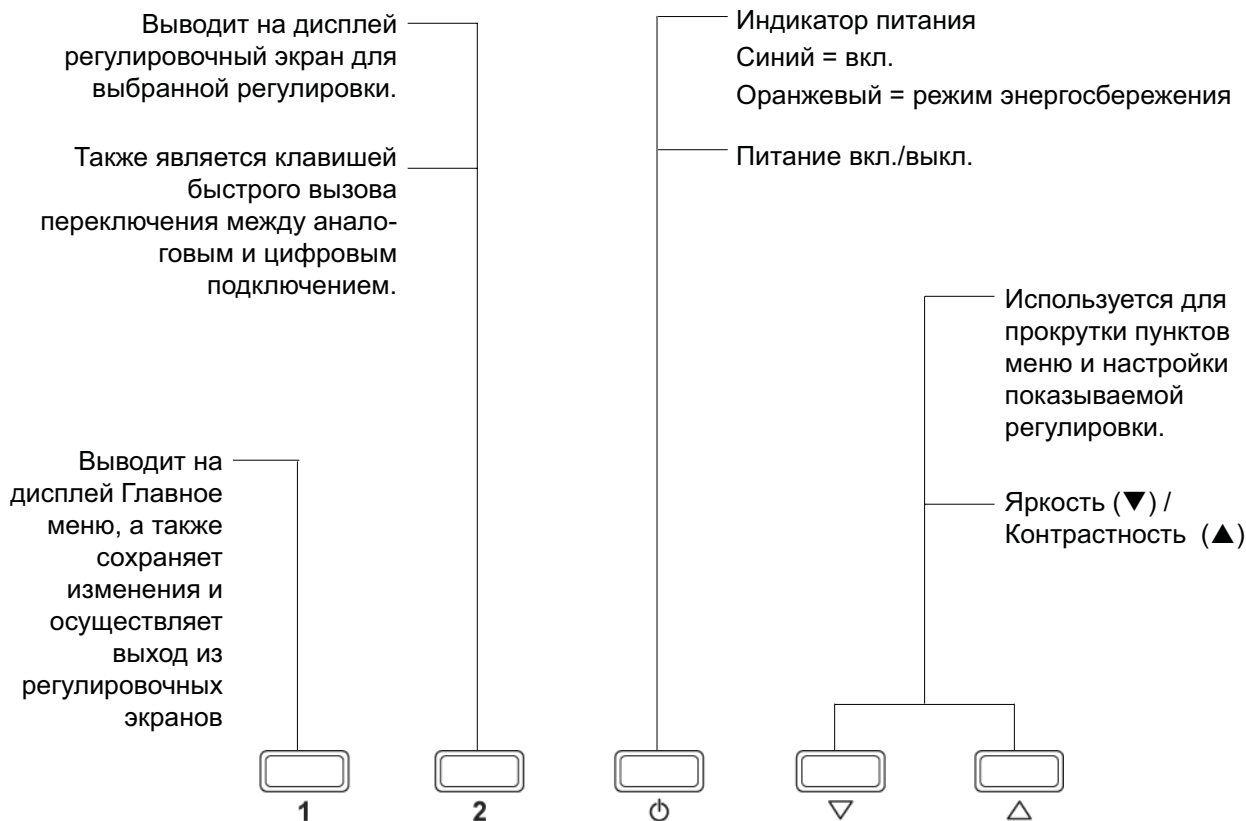 Выводит на дисплей
регулировочный экран для
выбранной регулировки.
Также является клавишей
быстрого вызова
переключения между анало-
говым и цифровым
подключением.
Индикатор питания
Синий = вкл.
Оранжевый = режим энергосбережения
Питание вкл./выкл.
Используется для
прокрутки пунктов
меню и настройки
показываемой
регулировки.
Яркость (▼) /
Контрастность (▲)
Выводит на
дисплей Главное
меню, а также
сохраняет
изменения и
осуществляет
выход из
регулировочных
экранов
1 2 ⏻ ▽ △